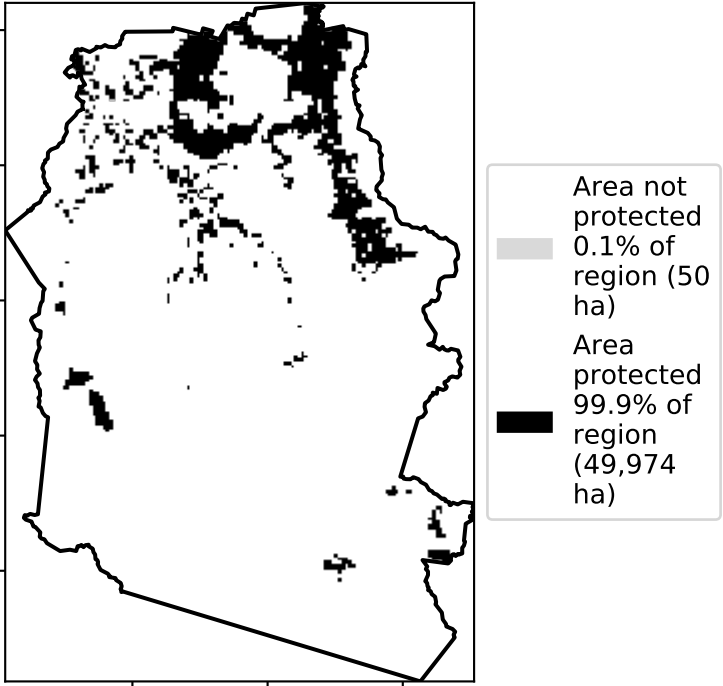 Area not
protected
0.1% of
region (50
ha)
Area
protected
99.9% of
region
(49,974
ha)